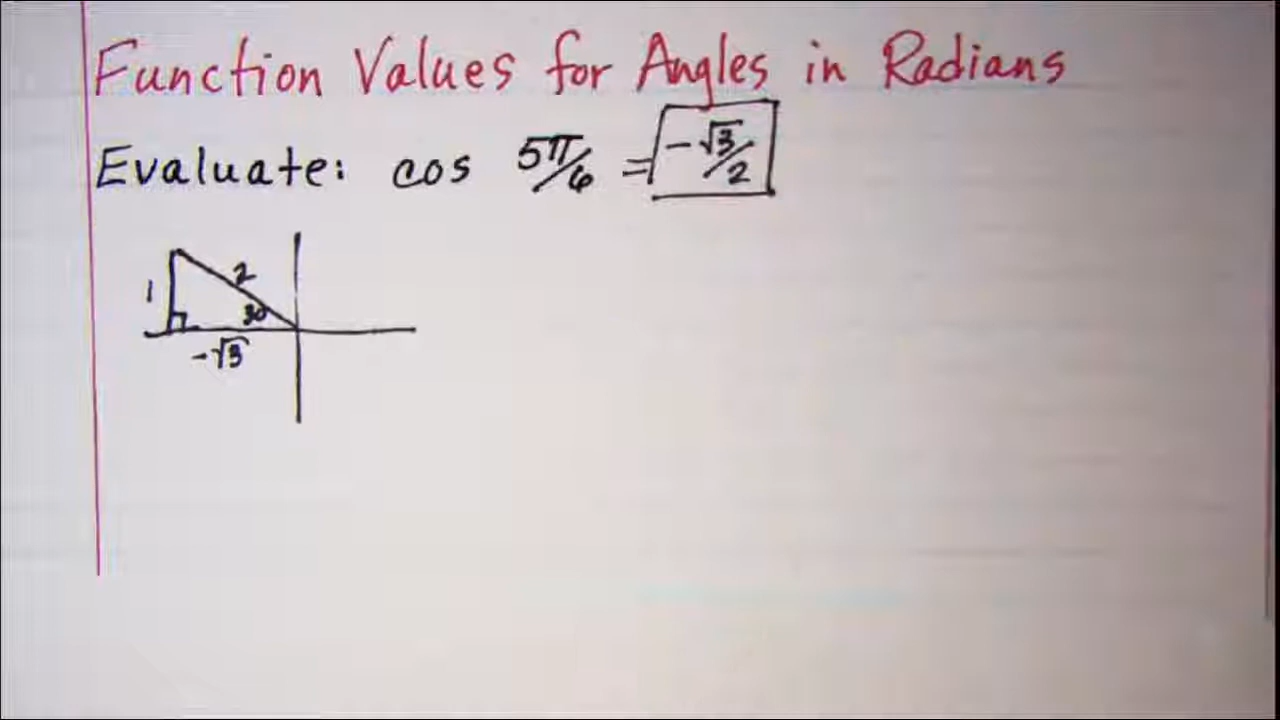 Function Values for Angles in Radians
Evaluate: cos 5π/6 = -√3/2
2
1
30
-√3